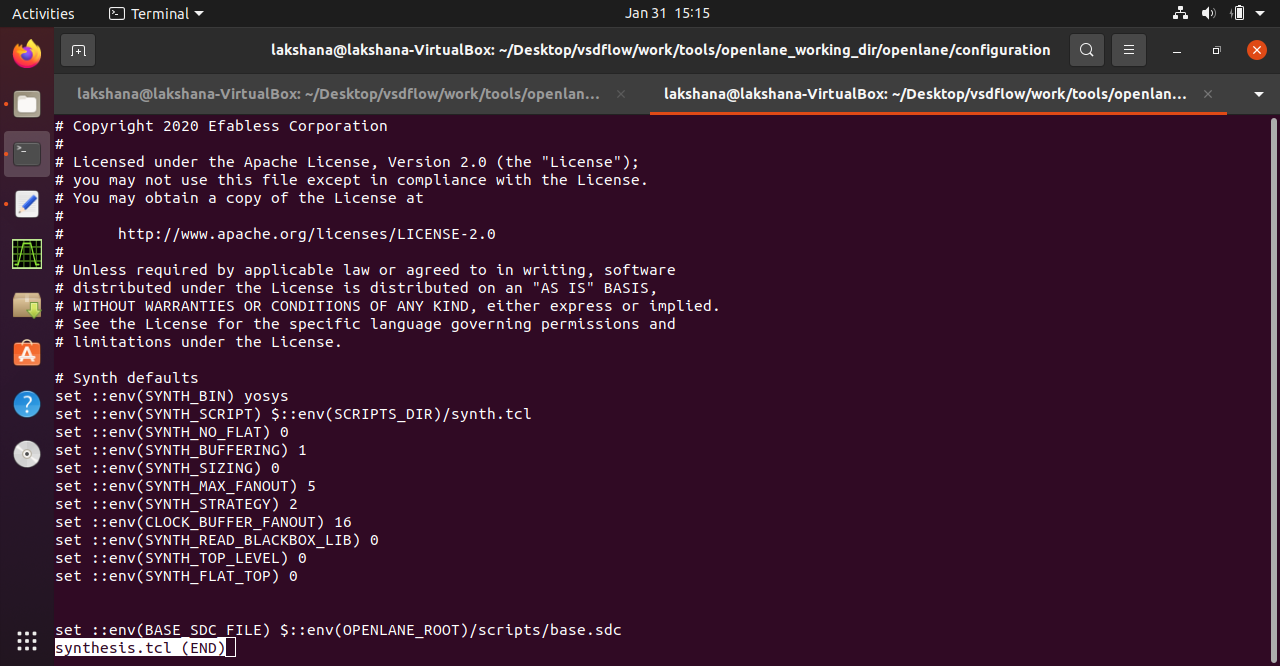 Activities
Terminal
Jan 31 15:15
lakshana@lakshana-VirtualBox: ~/Desktop/vsdflow/work/tools/openlane_working_dir/openlane/configuration
lakshana@lakshana-VirtualBox: ~/Desktop/vsdflow/work/tools/openlan...
lakshana@lakshana-VirtualBox: ~/Desktop/vsdflow/work/tools/openlan...
# Copyright 2020 Efabless Corporation
#
# Licensed under the Apache License, Version 2.0 (the "License");
# you may not use this file except in compliance with the License.
# You may obtain a copy of the License at
#
#      http://www.apache.org/licenses/LICENSE-2.0
#
# Unless required by applicable law or agreed to in writing, software
# distributed under the License is distributed on an "AS IS" BASIS,
# WITHOUT WARRANTIES OR CONDITIONS OF ANY KIND, either express or implied.
# See the License for the specific language governing permissions and
# limitations under the License.
# Synth defaults
set ::env(SYNTH_BIN) yosys
set ::env(SYNTH_SCRIPT) $::env(SCRIPTS_DIR)/synth.tcl
set ::env(SYNTH_NO_FLAT) 0
set ::env(SYNTH_BUFFERING) 1
set ::env(SYNTH_SIZING) 0
set ::env(SYNTH_MAX_FANOUT) 5
set ::env(SYNTH_STRATEGY) 2
set ::env(CLOCK_BUFFER_FANOUT) 16
set ::env(SYNTH_READ_BLACKBOX_LIB) 0
set ::env(SYNTH_TOP_LEVEL) 0
set ::env(SYNTH_FLAT_TOP) 0
set ::env(BASE_SDC_FILE) $::env(OPENLANE_ROOT)/scripts/base.sdc
synthesis.tcl (END)